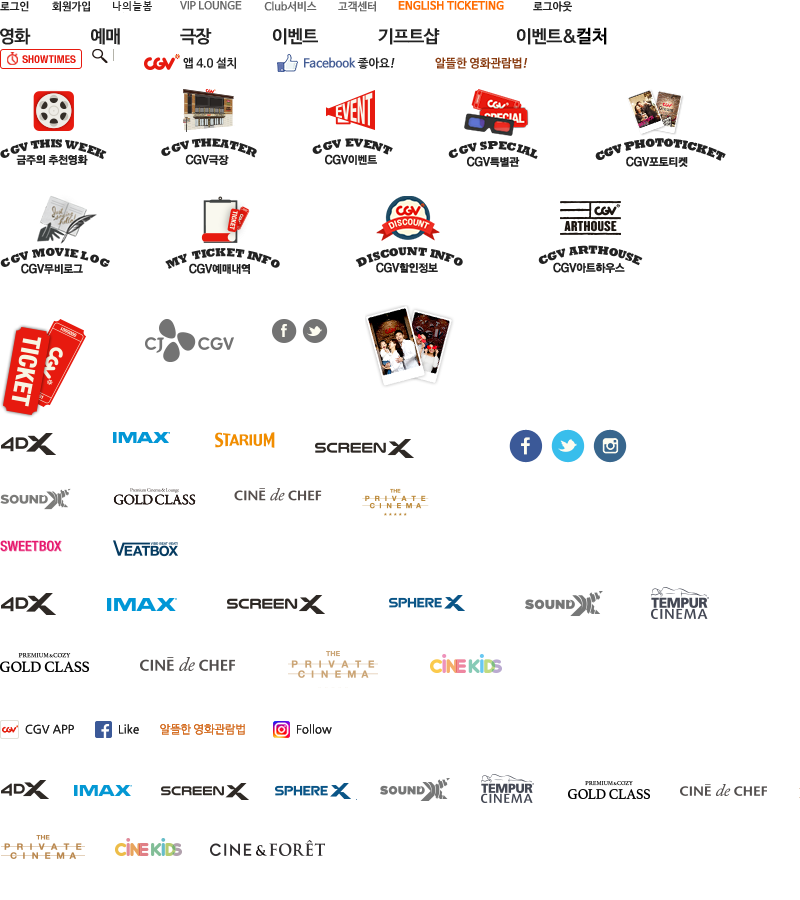 로그인 회원가입 나의늘봄 VIP LOUNGE Club서비스 고객센터 ENGLISH TICKETING 로그아웃
영화 예매 극장 이벤트 기프트샵 이벤트&컬처
SHOWTIMES CGV 앱 4.0 설치 Facebook 좋아요! 알뜰한 영화관람법!
CGV EVENT CGV SPECIAL CGV
CGV THIS WEEK CGV THEATER CGV EVENT CGV SPECIAL CGV PHOTOTICKET
금주의 추천영화 CGV극장 CGV이벤트 CGV특별관 CGV포토티켓
TICKET CGV DISCOUNT CGV ARTHOUSE
CGV MOVIE LOG MY TICKET INFO DISCOUNT INFO CGV ARTHOUSE
CGV무비로그 CGV예매내역 CGV할인정보 CGV아트하우스
TICKET CGV CJ CGV
4DX IMAX STARIUM SCREENX
SOUNDX Premium Cinema & Lounge GOLD CLASS CINÉ de CHEF THE PRIVATE CINEMA
SWEETBOX VEATBOX
4DX IMAX SCREENX SPHEREX SOUNDX TEMPUR CINEMA
PREMIUM&COZY GOLD CLASS CINĒ de CHEF THE PRIVATE CINEMA CINE KIDS
CGV CGV APP Like 알뜰한 영화관람법 Follow
4DX IMAX SCREENX SPHEREX SOUNDX TEMPUR CINEMA PREMIUM&COZY GOLD CLASS CINĒ de CHEF
THE PRIVATE CINEMA CINE KIDS CINE & FORÊT